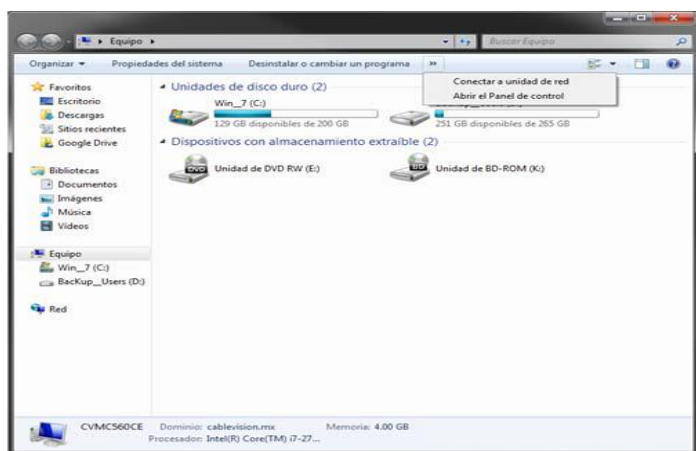 Equipo
Buscar Equipo
Organizar
Propiedades del sistema
Desinstalar o cambiar un programa
»
Conectar a unidad de red
Abrir el Panel de control
Favoritos
Escritorio
Descargas
Sitios recientes
Google Drive
Bibliotecas
Documentos
Imágenes
Música
Vídeos
Equipo
Win_7 (C:)
BacKup_Users (D:)
Red
Unidades de disco duro (2)
Win_7 (C:)
129 GB disponibles de 200 GB
251 GB disponibles de 265 GB
Dispositivos con almacenamiento extraíble (2)
DVD
Unidad de DVD RW (E:)
BD
Unidad de BD-ROM (K:)
CVMC560CE
Dominio: cablevision.mx
Memoria: 4.00 GB
Procesador: Intel(R) Core(TM) i7-27...